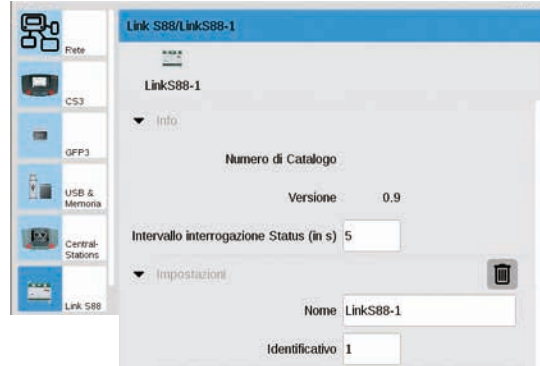 Rete
CS3
GFP3
USB &
Memoria
Central-
Stations
Link S88
Link S88/LinkS88-1
LinkS88-1
Info
Numero di Catalogo
Versione 0.9
Intervallo interrogazione Status (in s) 5
Impostazioni
Nome LinkS88-1
Identificativo 1